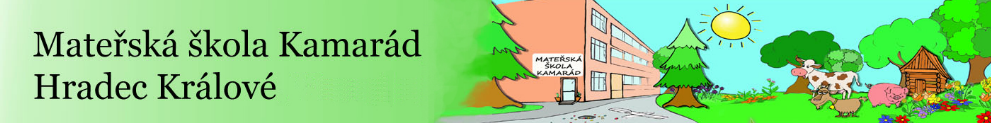 Mateřská škola Kamarád
Hradec Králové
MATEŘSKÁ
ŠKOLA
KAMARÁD